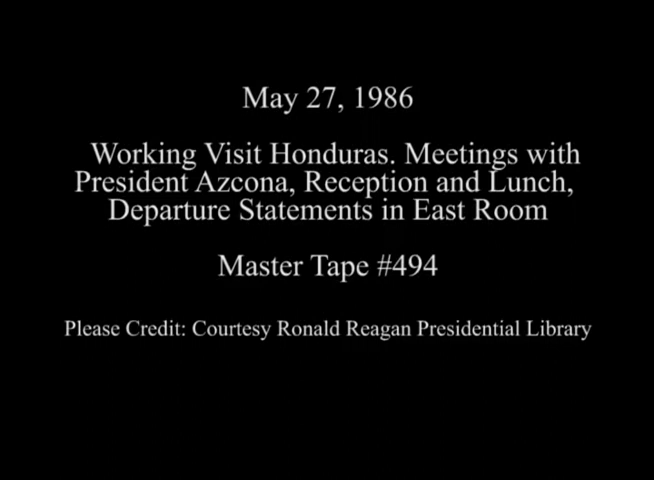 May 27, 1986
Working Visit Honduras. Meetings with
President Azcona, Reception and Lunch,
Departure Statements in East Room
Master Tape #494
Please Credit: Courtesy Ronald Reagan Presidential Library